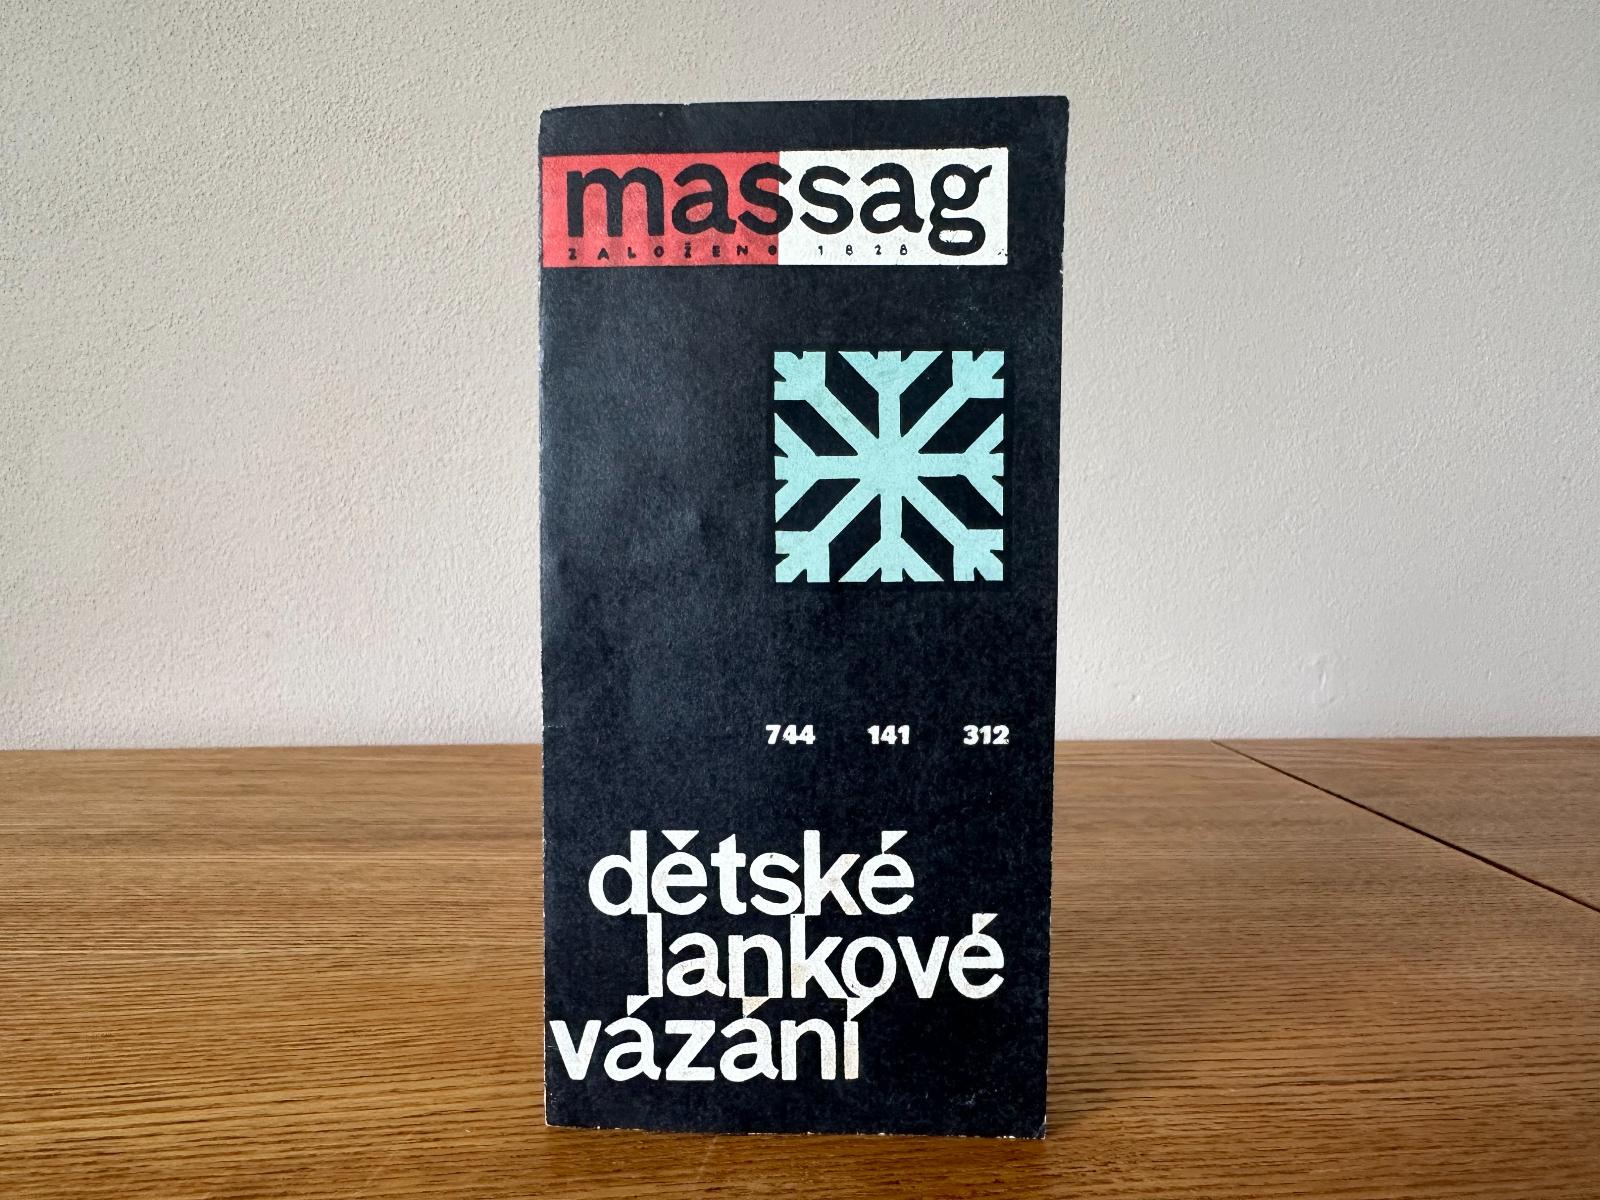 massag
ZALOŽENO 1828
744 141 312
dětské
lankové
vázání